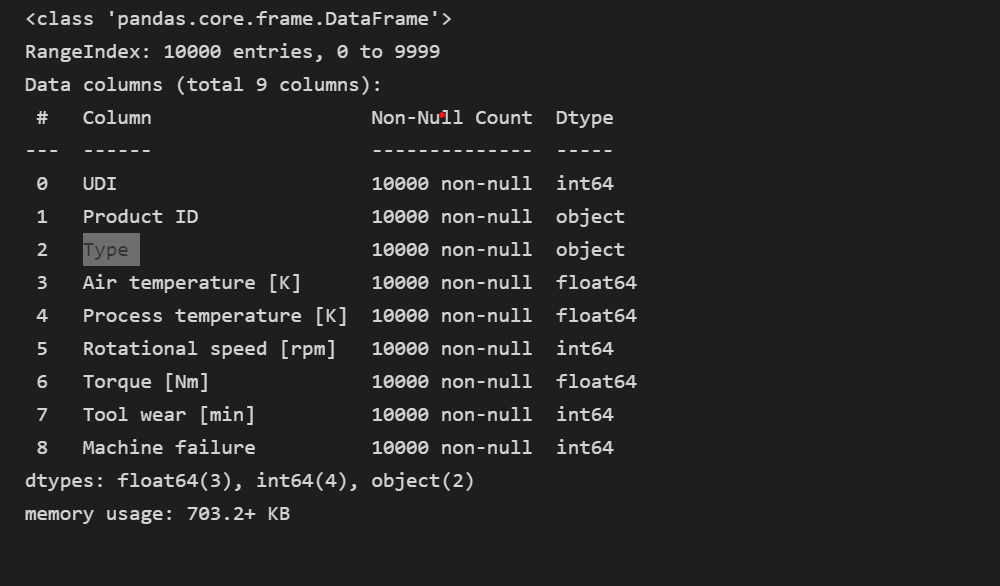 <class 'pandas.core.frame.DataFrame'>
RangeIndex: 10000 entries, 0 to 9999
Data columns (total 9 columns):
 #   Column                   Non-Null Count  Dtype
---  ------                   --------------  -----
 0   UDI                      10000 non-null  int64
 1   Product ID               10000 non-null  object
 2   Type                     10000 non-null  object
 3   Air temperature [K]      10000 non-null  float64
 4   Process temperature [K]  10000 non-null  float64
 5   Rotational speed [rpm]   10000 non-null  int64
 6   Torque [Nm]              10000 non-null  float64
 7   Tool wear [min]          10000 non-null  int64
 8   Machine failure          10000 non-null  int64
dtypes: float64(3), int64(4), object(2)
memory usage: 703.2+ KB